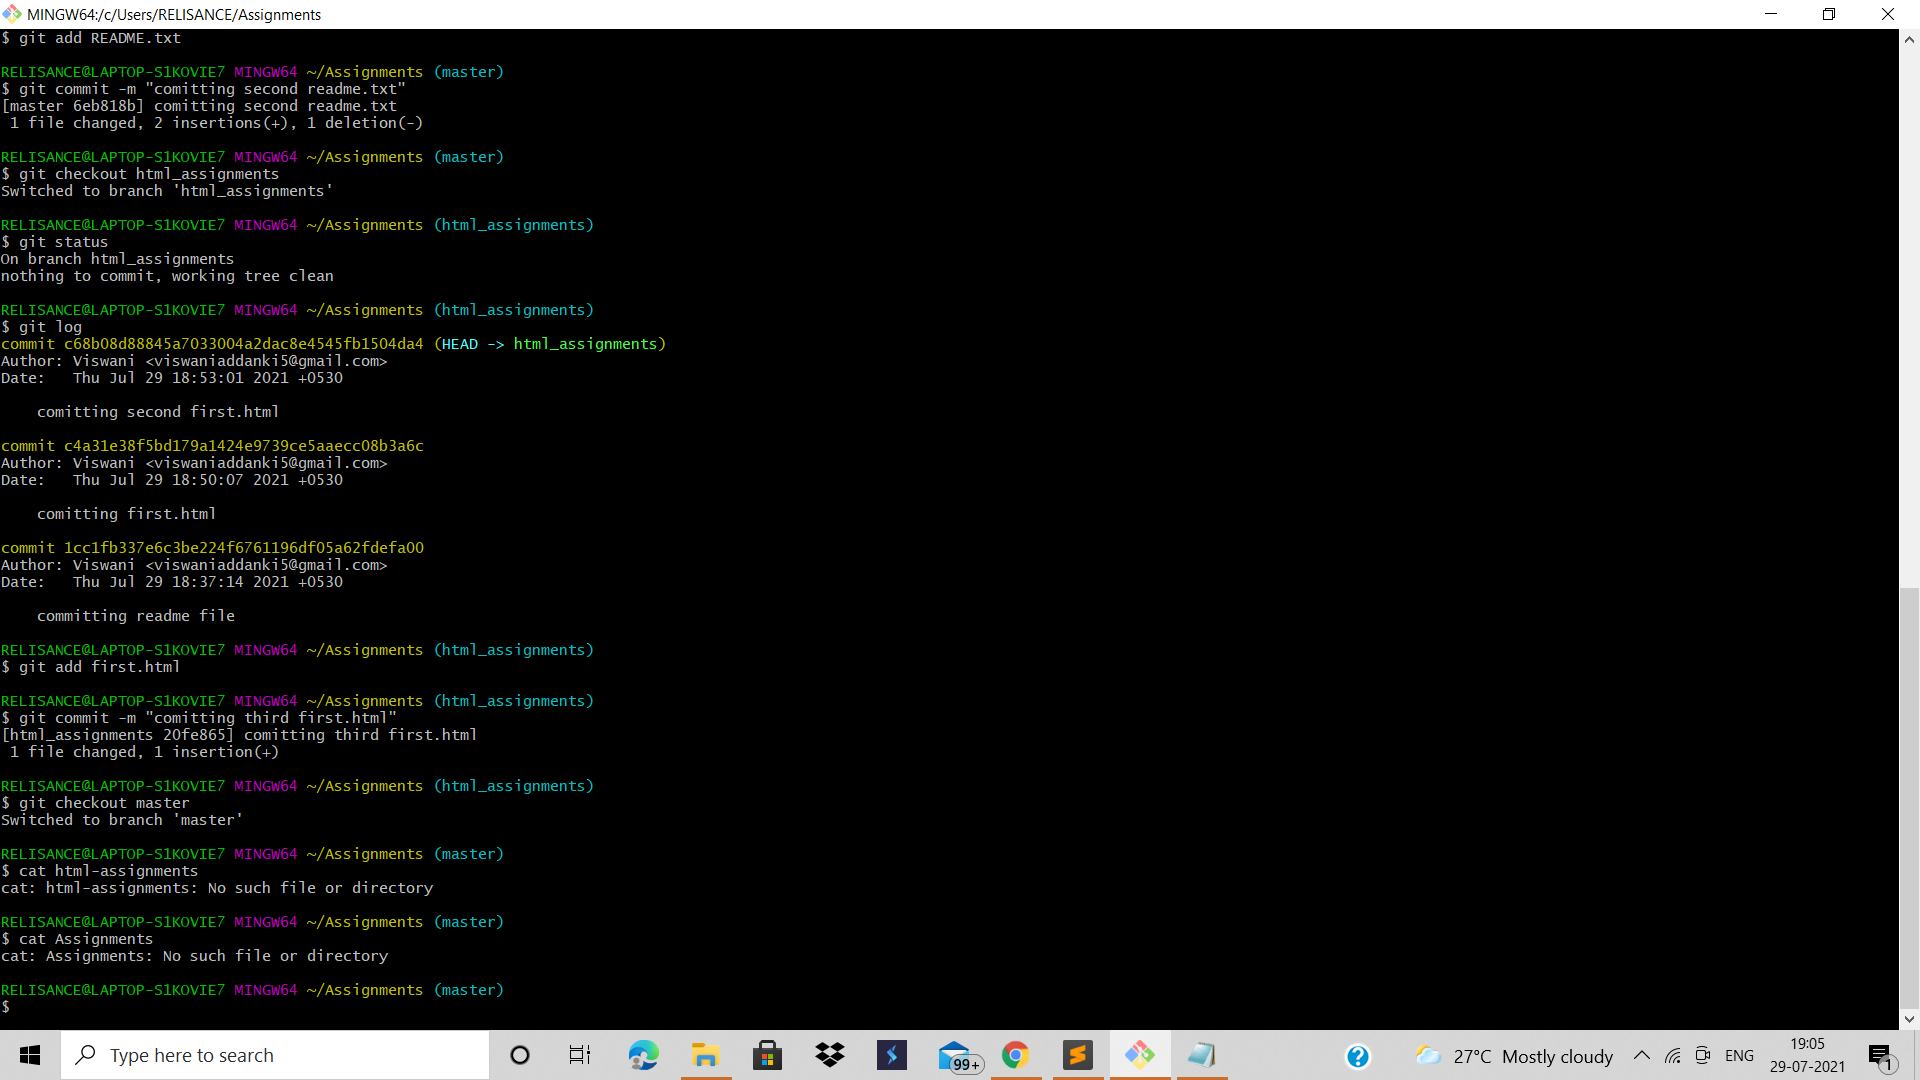 MINGW64:/c/Users/RELISANCE/Assignments
$ git add README.txt
RELISANCE@LAPTOP-S1KOVIE7 MINGW64 ~/Assignments (master)
$ git commit -m "comitting second readme.txt"
[master 6eb818b] comitting second readme.txt
1 file changed, 2 insertions(+), 1 deletion(-)
RELISANCE@LAPTOP-S1KOVIE7 MINGW64 ~/Assignments (master)
$ git checkout html_assignments
Switched to branch 'html_assignments'
RELISANCE@LAPTOP-S1KOVIE7 MINGW64 ~/Assignments (html_assignments)
$ git status
On branch html_assignments
nothing to commit, working tree clean
RELISANCE@LAPTOP-S1KOVIE7 MINGW64 ~/Assignments (html_assignments)
$ git log
commit c68b08d88845a7033004a2dac8e4545fb1504da4 (HEAD -> html_assignments)
Author: Viswani <viswaniaddanki5@gmail.com>
Date:   Thu Jul 29 18:53:01 2021 +0530
comitting second first.html
commit c4a31e38f5bd179a1424e9739ce5aaecc08b3a6c
Author: Viswani <viswaniaddanki5@gmail.com>
Date:   Thu Jul 29 18:50:07 2021 +0530
comitting first.html
commit 1cc1fb337e6c3be224f6761196df05a62fdefa00
Author: Viswani <viswaniaddanki5@gmail.com>
Date:   Thu Jul 29 18:37:14 2021 +0530
committing readme file
RELISANCE@LAPTOP-S1KOVIE7 MINGW64 ~/Assignments (html_assignments)
$ git add first.html
RELISANCE@LAPTOP-S1KOVIE7 MINGW64 ~/Assignments (html_assignments)
$ git commit -m "comitting third first.html"
[html_assignments 20fe865] comitting third first.html
1 file changed, 1 insertion(+)
RELISANCE@LAPTOP-S1KOVIE7 MINGW64 ~/Assignments (html_assignments)
$ git checkout master
Switched to branch 'master'
RELISANCE@LAPTOP-S1KOVIE7 MINGW64 ~/Assignments (master)
$ cat html-assignments
cat: html-assignments: No such file or directory
RELISANCE@LAPTOP-S1KOVIE7 MINGW64 ~/Assignments (master)
$ cat Assignments
cat: Assignments: No such file or directory
RELISANCE@LAPTOP-S1KOVIE7 MINGW64 ~/Assignments (master)
$
Type here to search
99+
27°C Mostly cloudy
ENG
19:05
29-07-2021
1